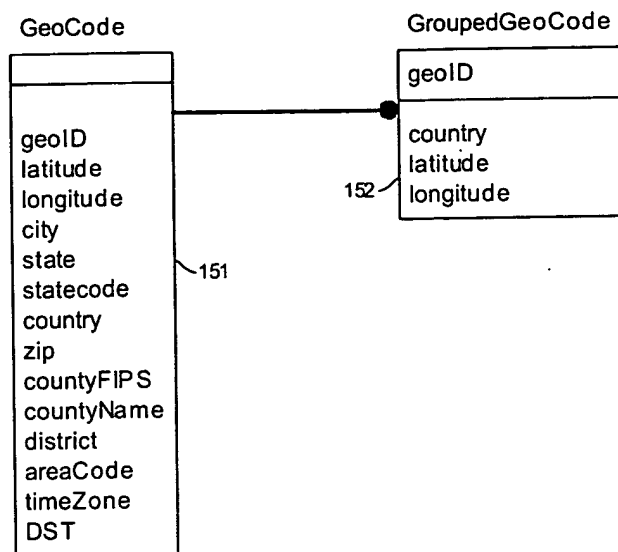 GeoCode
geoID
latitude
longitude
city
state
statecode
country
zip
countyFIPS
countyName
district
areaCode
timeZone
DST
151
GroupedGeoCode
geoID
country
latitude
longitude
152